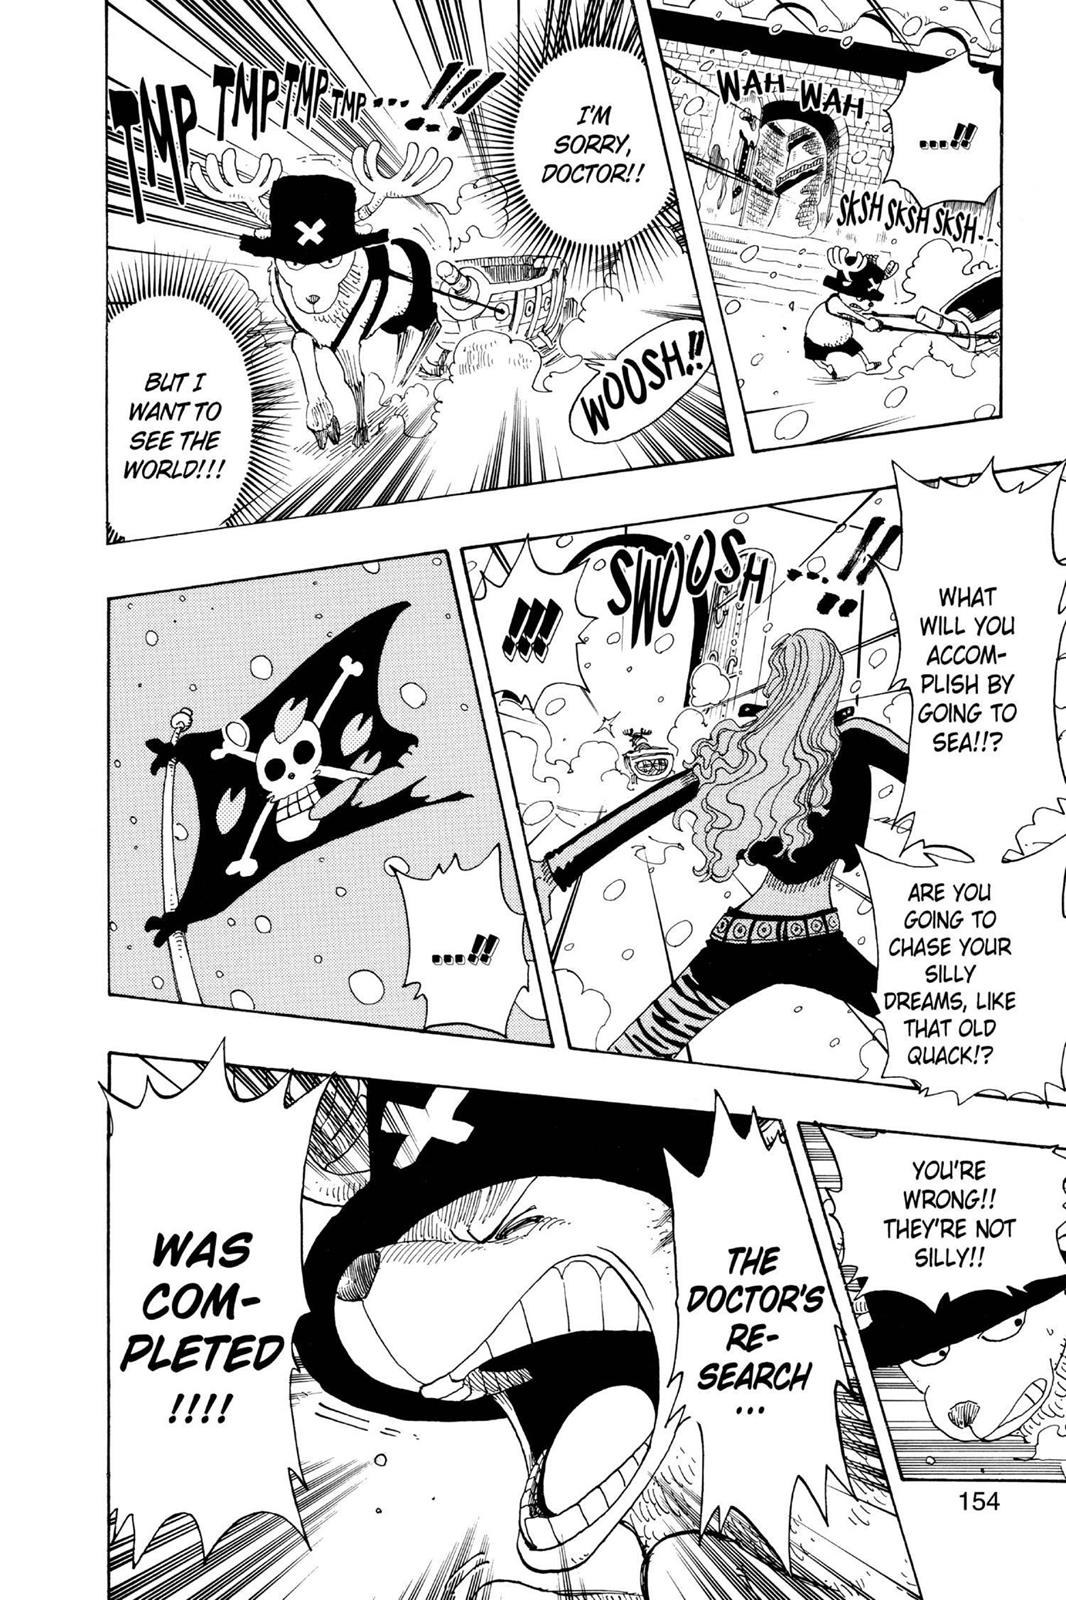 WAH WAH
....!!
SKSH SKSH SKSH..
TMP TMP TMP TMP.... !!!
I'M
SORRY,
DOCTOR!!
WOOSH!!
BUT I
WANT TO
SEE THE
WORLD!!!
WHAT
WILL YOU
ACCOM-
PLISH BY
GOING TO
SEA!!?
SWOOSH ....!!
!!!
ARE YOU
GOING TO
CHASE YOUR
SILLY
DREAMS, LIKE
THAT OLD
QUACK!?
....!!
YOU'RE
WRONG!!
THEY'RE NOT
SILLY!!
THE
DOCTOR'S
RE-
SEARCH
...
WAS
COM-
PLETED
!!!!
154